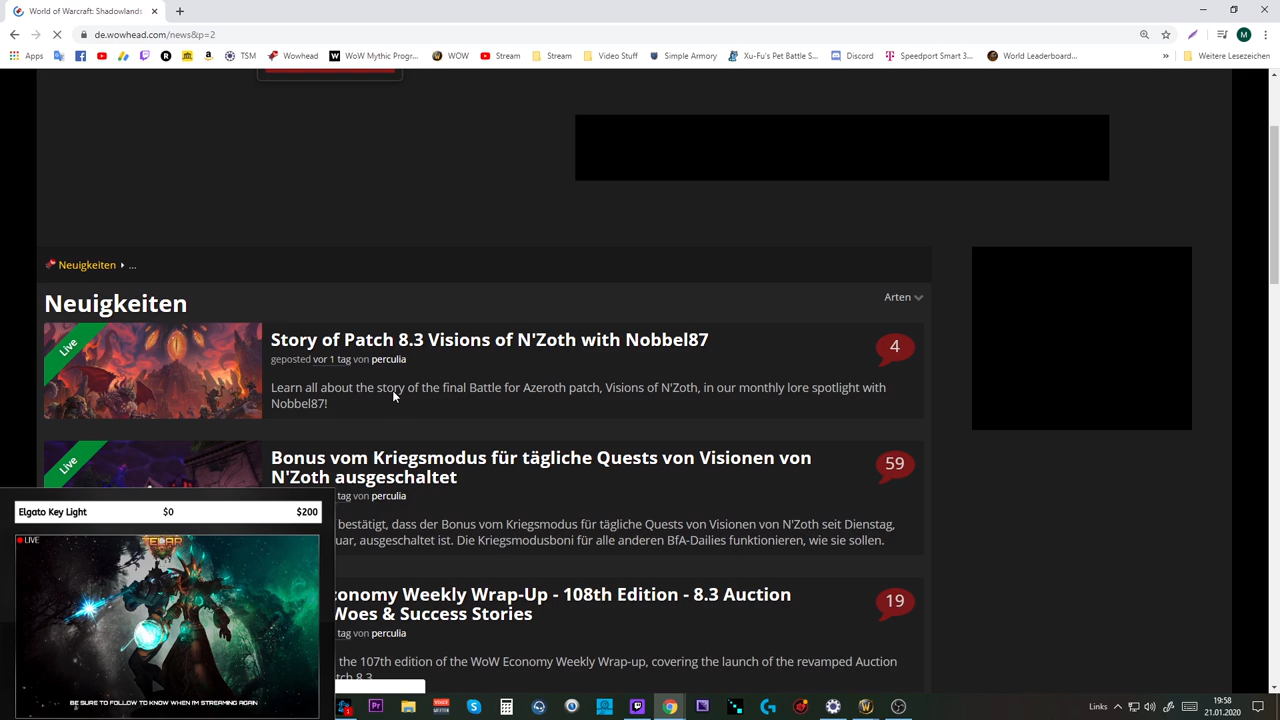 World of Warcraft: Shadowlands
de.wowhead.com/news&p=2
M
Apps
TSM
Wowhead
WoW Mythic Progr...
WOW
Stream
Stream
Video Stuff
Simple Armory
Xu-Fu's Pet Battle S...
Discord
Speedport Smart 3...
World Leaderboard...
»
Weitere Lesezeichen
Neuigkeiten ...
Neuigkeiten
Arten
Live
Story of Patch 8.3 Visions of N'Zoth with Nobbel87
4
geposted vor 1 tag von perculia
Learn all about the story of the final Battle for Azeroth patch, Visions of N'Zoth, in our monthly lore spotlight with
Nobbel87!
Live
Bonus vom Kriegsmodus für tägliche Quests von Visionen von
N'Zoth ausgeschaltet
59
tag von perculia
bestätigt, dass der Bonus vom Kriegsmodus für tägliche Quests von Visionen von N'Zoth seit Dienstag,
uar, ausgeschaltet ist. Die Kriegsmodusboni für alle anderen BfA-Dailies funktionieren, wie sie sollen.
conomy Weekly Wrap-Up - 108th Edition - 8.3 Auction
Woes & Success Stories
19
tag von perculia
the 107th edition of the WoW Economy Weekly Wrap-up, covering the launch of the revamped Auction
tch 8.3
Elgato Key Light $0 $200
LIVE
BE SURE TO FOLLOW TO KNOW WHEN I'M STREAMING AGAIN
Links
19:58
21.01.2020